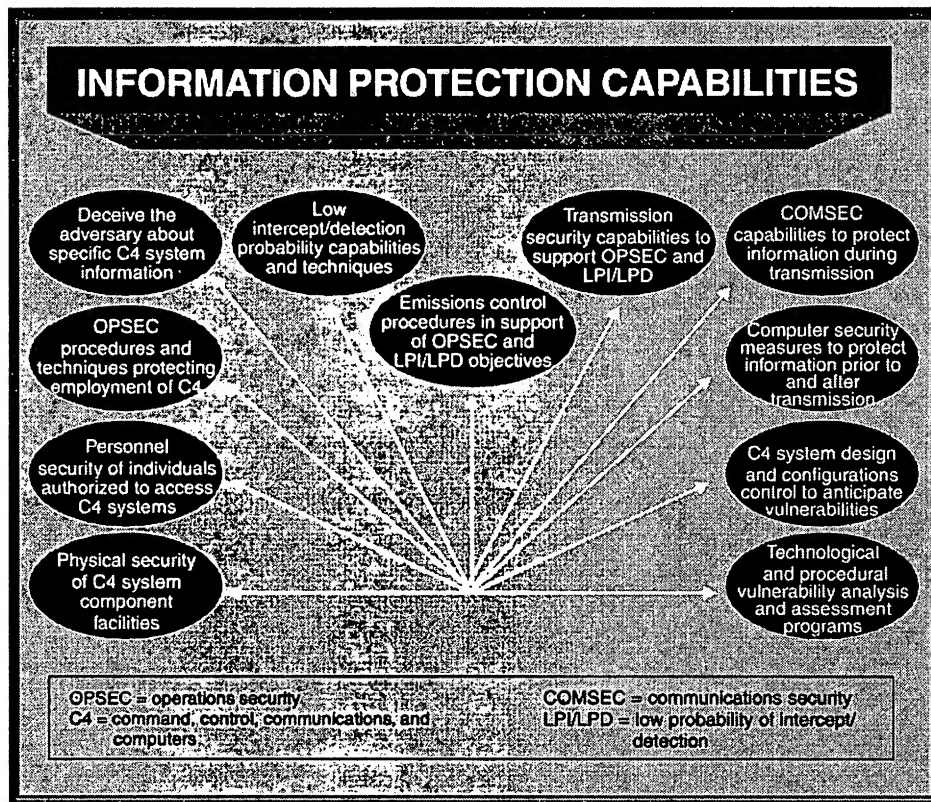 INFORMATION PROTECTION CAPABILITIES
Deceive the
adversary about
specific C4 system
information
Low
intercept/detection
probability capabilities
and techniques
Emissions control
procedures in support
of OPSEC and
LPI/LPD objectives
Transmission
security capabilities to
support OPSEC and
LPI/LPD
COMSEC
capabilities to protect
information during
transmission
OPSEC
procedures and
techniques protecting
employment of C4
Computer security
measures to protect
information prior to
and after
transmission
Personnel
security of individuals
authorized to access
C4 systems
C4 system design
and configurations
control to anticipate
vulnerabilities
Physical security
of C4 system
component
facilities
Technological
and procedural
vulnerability analysis
and assessment
programs
OPSEC = operations security
C4 = command, control, communications, and
computers
COMSEC = communications security
LPI/LPD = low probability of intercept/
detection